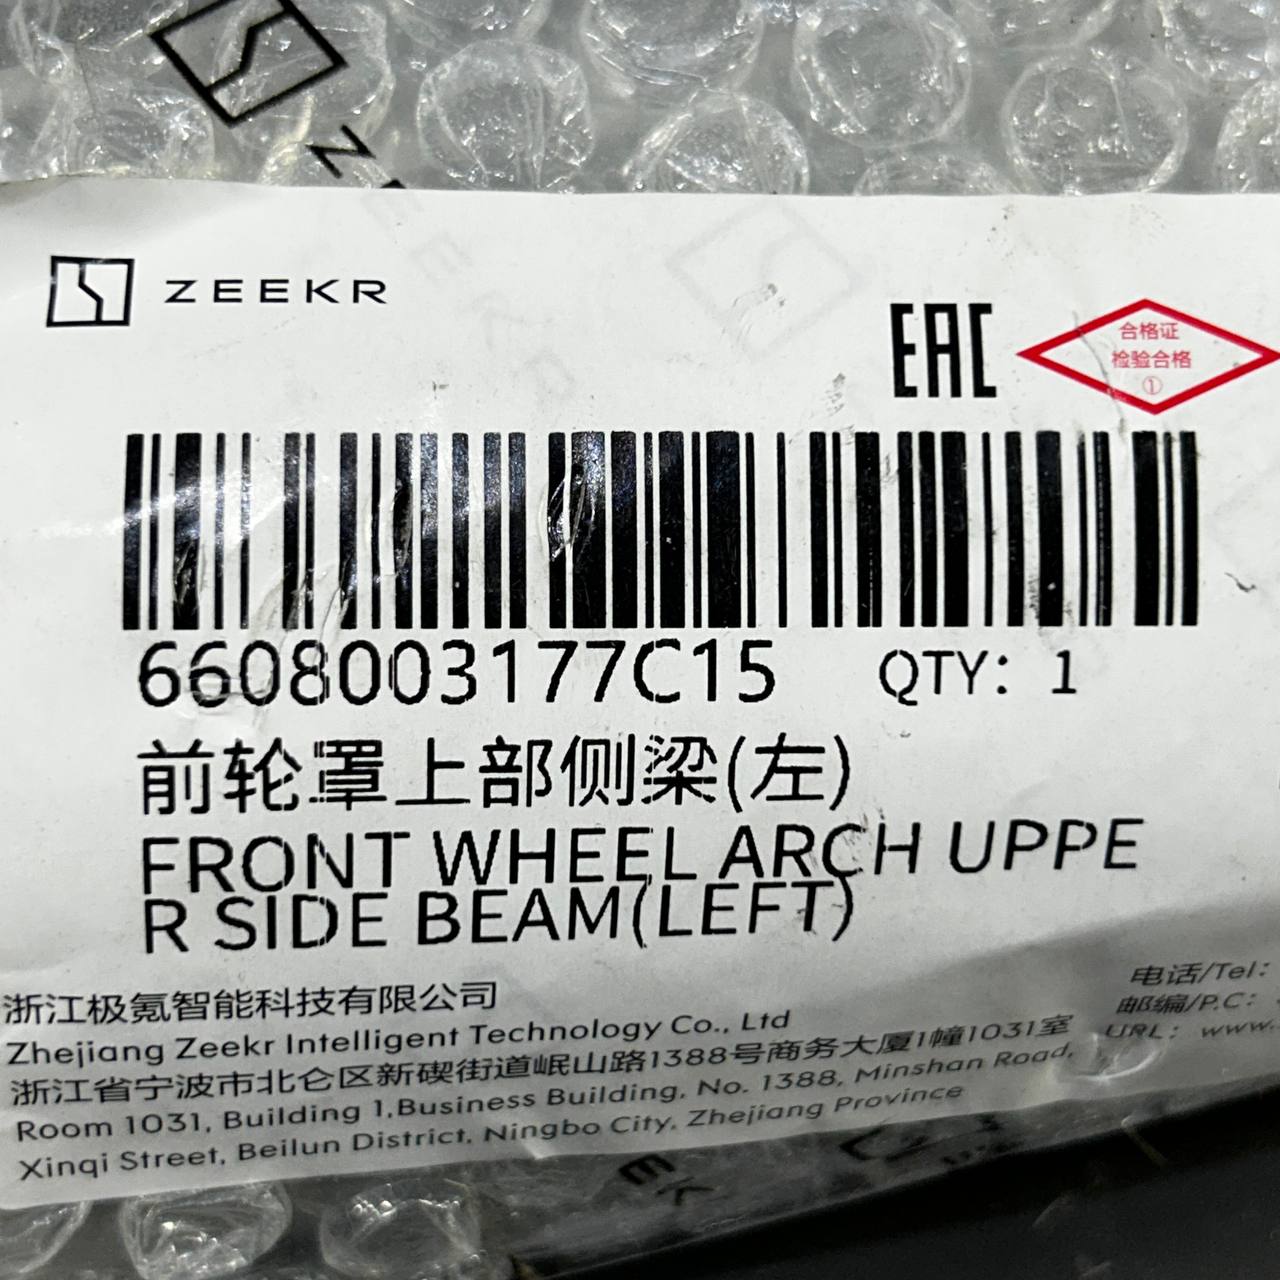 ZEEKR
ZEEKR
EAC
合格证
检验合格
①
6608003177C15 QTY: 1
前轮罩上部侧梁(左)
FRONT WHEEL ARCH UPPE
R SIDE BEAM(LEFT)
浙江极氪智能科技有限公司
Zhejiang Zeekr Intelligent Technology Co., Ltd
浙江省宁波市北仑区新碶街道岷山路1388号商务大厦1幢1031室
Room 1031, Building 1,Business Building, No. 1388, Minshan Road,
Xinqi Street, Beilun District, Ningbo City, Zhejiang Province
电话/Tel:
邮编/P.C:
URL: www.